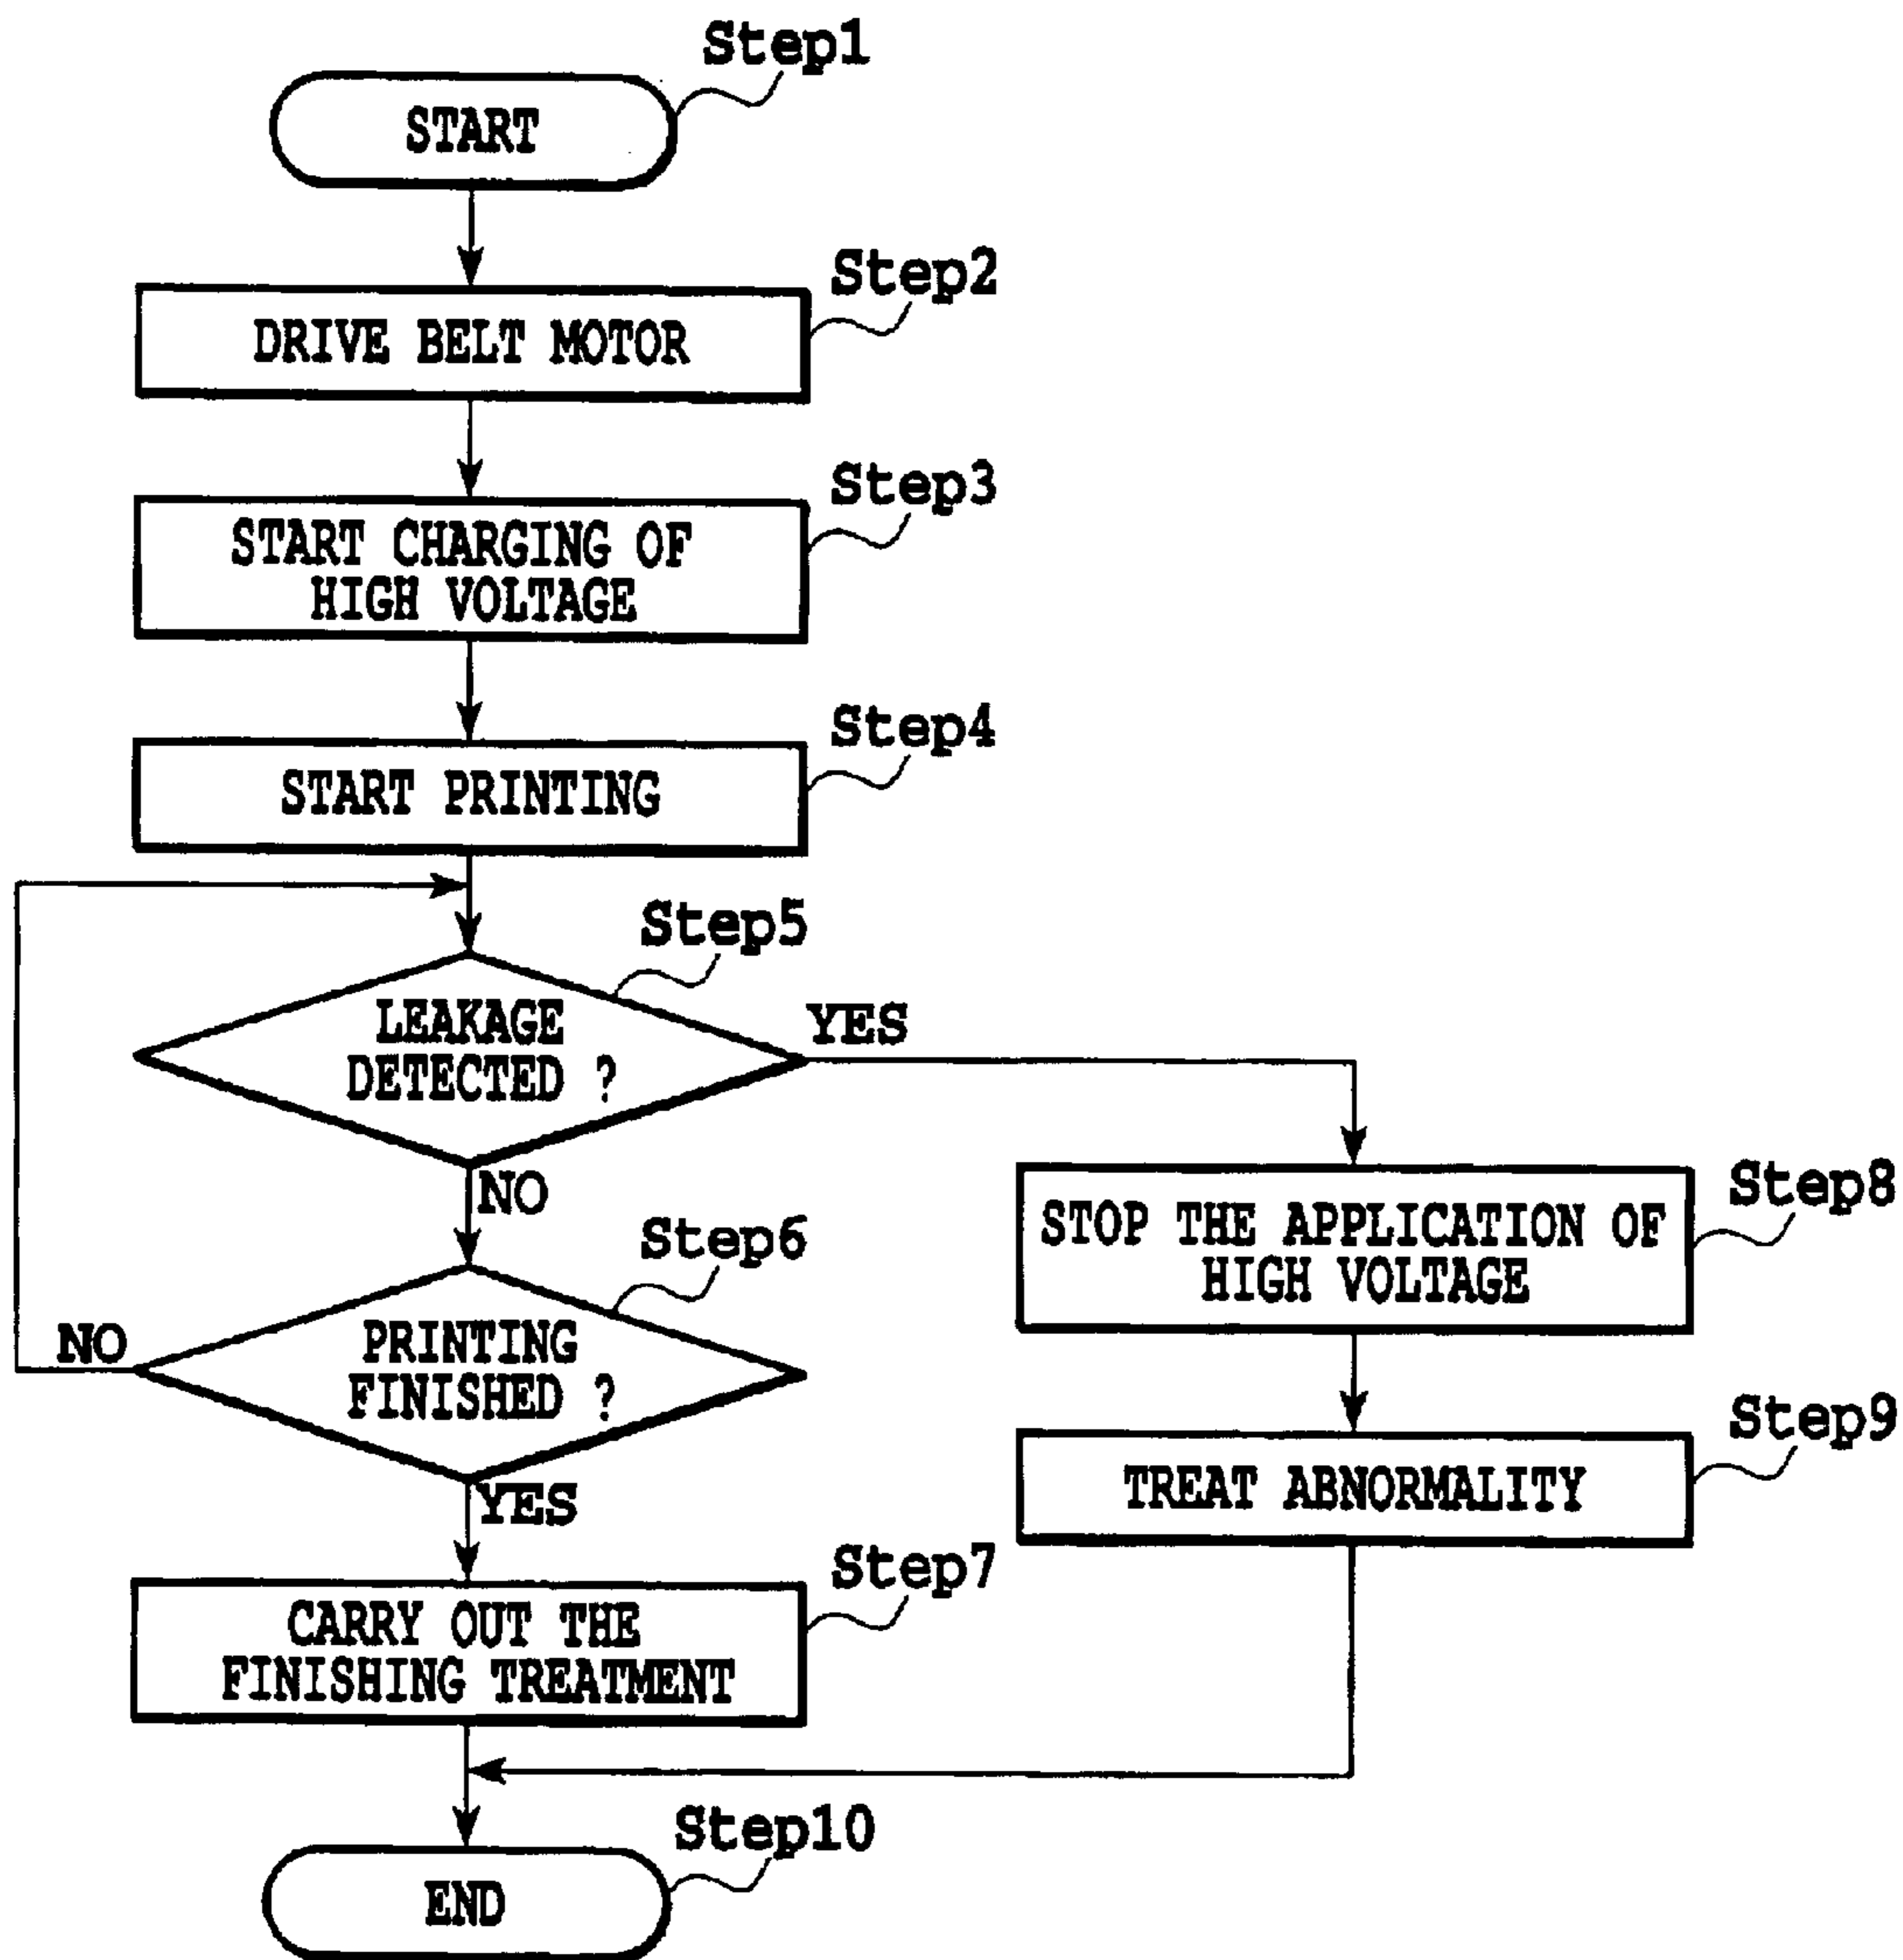 Step1
START
Step2
DRIVE BELT MOTOR
Step3
START CHARGING OF
HIGH VOLTAGE
Step4
START PRINTING
Step5
LEAKAGE
DETECTED ?
YES
NO
Step6
PRINTING
FINISHED ?
NO
YES
Step7
CARRY OUT THE
FINISHING TREATMENT
Step8
STOP THE APPLICATION OF
HIGH VOLTAGE
Step9
TREAT ABNORMALITY
Step10
END